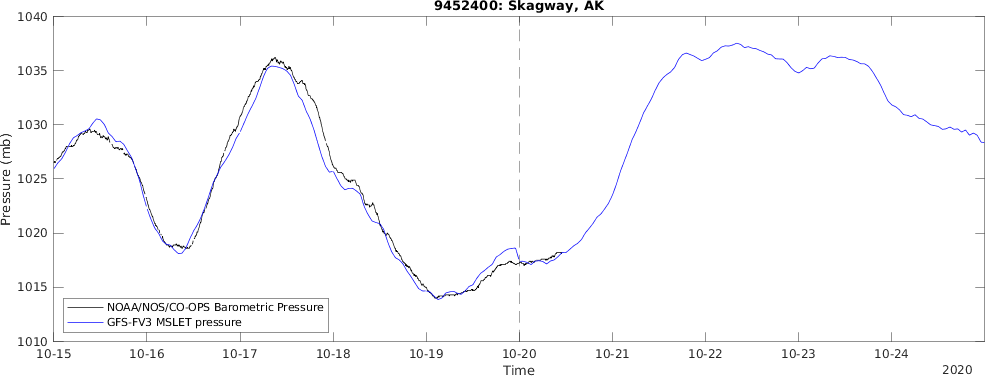 9452400: Skagway, AK
Pressure (mb)
1040
1035
1030
1025
1020
1015
1010
NOAA/NOS/CO-OPS Barometric Pressure
GFS-FV3 MSLET pressure
10-15 10-16 10-17 10-18 10-19 10-20 10-21 10-22 10-23 10-24
Time
2020